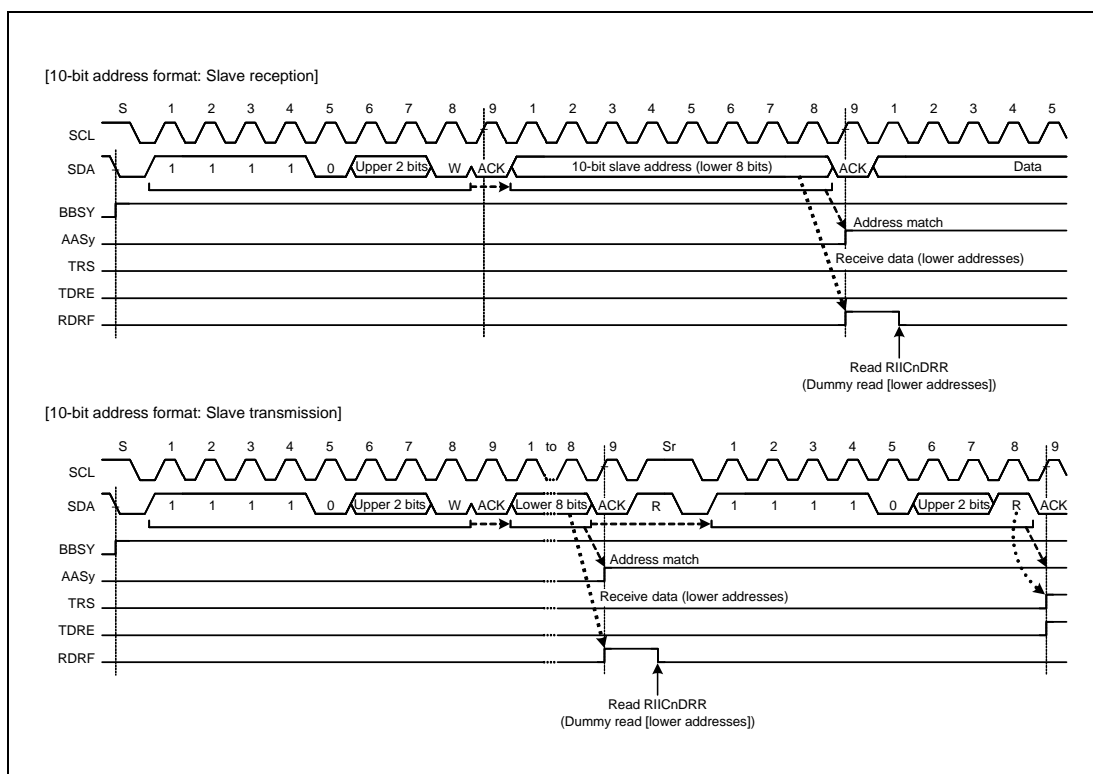 [10-bit address format: Slave reception]
S 1 2 3 4 5 6 7 8 9 1 2 3 4 5 6 7 8 9 1 2 3 4 5
SCL
SDA 1 1 1 1 0 Upper 2 bits W ACK 10-bit slave address (lower 8 bits) ACK Data
BBSY
Address match
AASy
Receive data (lower addresses)
TRS
TDRE
RDRF
Read RIICnDRR
(Dummy read [lower addresses])
[10-bit address format: Slave transmission]
S 1 2 3 4 5 6 7 8 9 1 to 8 9 Sr 1 2 3 4 5 6 7 8 9
SCL
SDA 1 1 1 1 0 Upper 2 bits W ACK Lower 8 bits ACK R 1 1 1 1 0 Upper 2 bits R ACK
BBSY
Address match
AASy
Receive data (lower addresses)
TRS
TDRE
RDRF
Read RIICnDRR
(Dummy read [lower addresses])